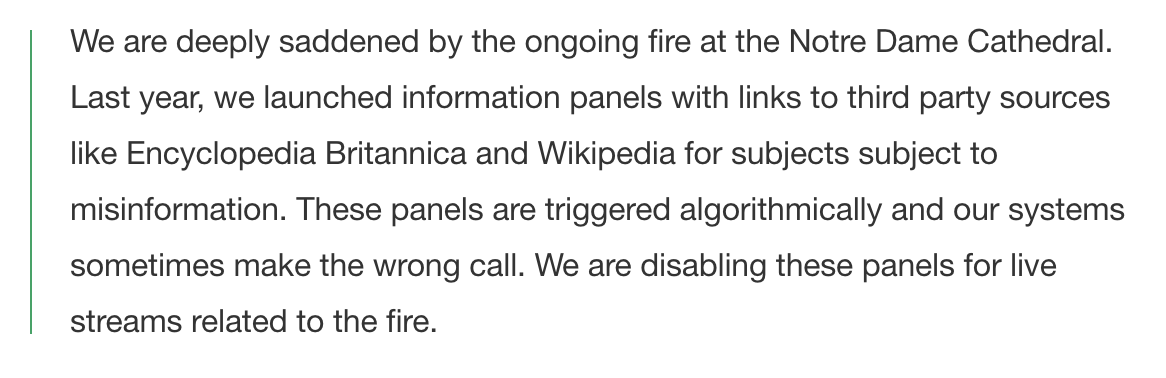 We are deeply saddened by the ongoing fire at the Notre Dame Cathedral.
Last year, we launched information panels with links to third party sources
like Encyclopedia Britannica and Wikipedia for subjects subject to
misinformation. These panels are triggered algorithmically and our systems
sometimes make the wrong call. We are disabling these panels for live
streams related to the fire.